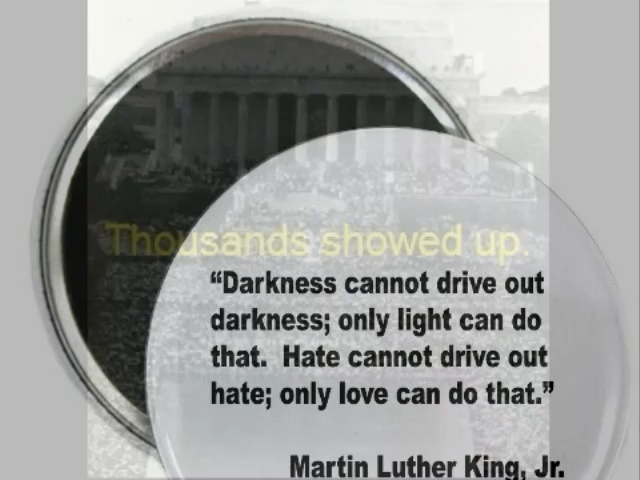 Thousands showed up.
“Darkness cannot drive out
darkness; only light can do
that. Hate cannot drive out
hate; only love can do that.”
Martin Luther King, Jr.